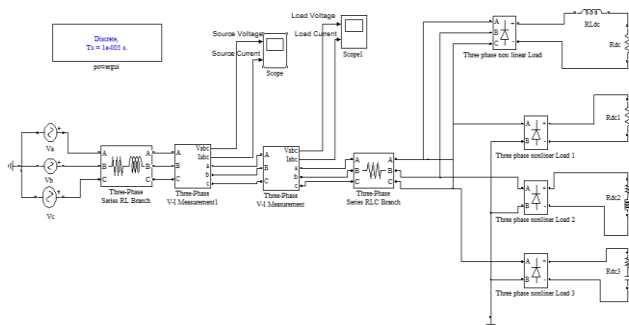 Discrete,
Ts = 1e-005 s.
powergui
Source Voltage
Source Current
Scope
Load Voltage
Load Current
Scope1
Va
Vb
Vc
A
B
C
A
B
C
Three-Phase
Series RL Branch
A
B
C
Vabc
Iabc
a
b
c
Three-Phase
V-I Measurement1
A
B
C
Vabc
Iabc
a
b
c
Three-Phase
V-I Measurement
A
B
C
A
B
C
Three-Phase
Series RLC Branch
A
B
C
+
-
Three phase non linear Load
RLdc
Rdc
A
B
+
-
Three phase nonliner Load 1
Rdc1
A
B
+
-
Three phase nonliner Load 2
Rdc2
A
B
+
-
Three phase nonliner Load 3
Rdc3